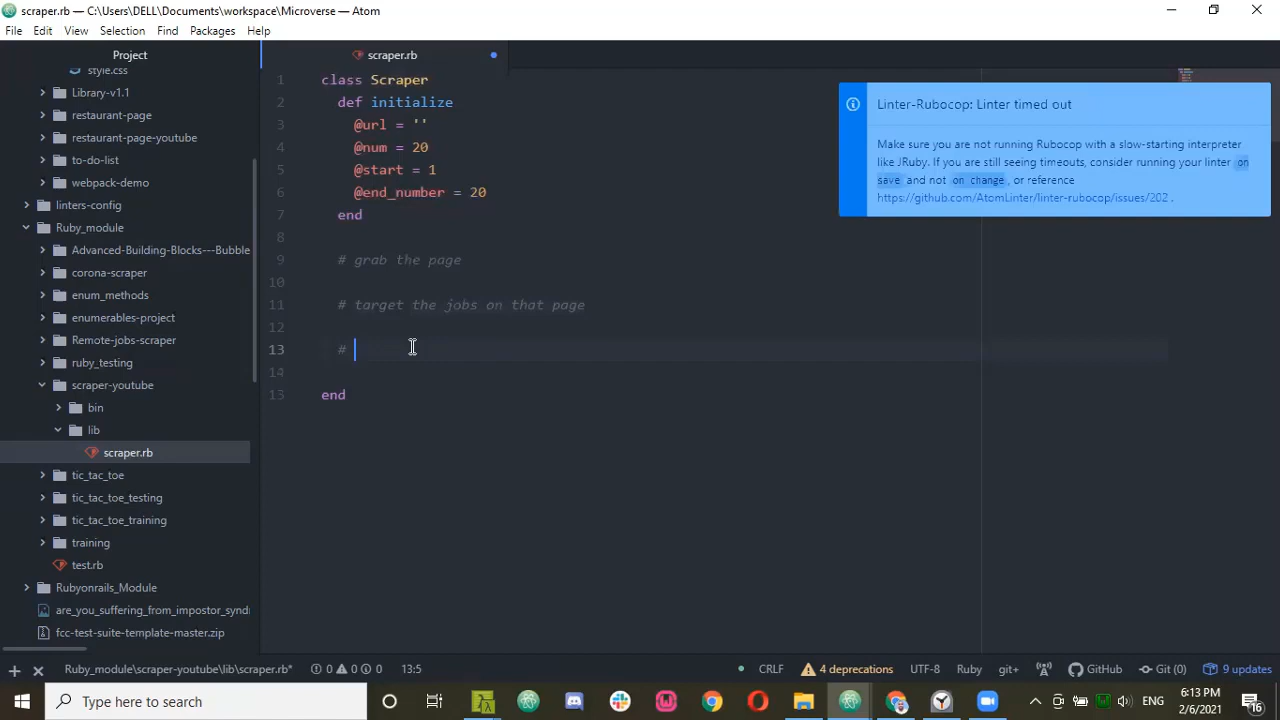 scraper.rb — C:\Users\DELL\Documents\workspace\Microverse — Atom
File Edit View Selection Find Packages Help
Project
style.css
Library-v1.1
restaurant-page
restaurant-page-youtube
to-do-list
webpack-demo
linters-config
Ruby_module
Advanced-Building-Blocks---Bubble
corona-scraper
enum_methods
enumerables-project
Remote-jobs-scraper
ruby_testing
scraper-youtube
bin
lib
scraper.rb
tic_tac_toe
tic_tac_toe_testing
tic_tac_toe_training
training
test.rb
Rubyonrails_Module
are_you_suffering_from_impostor_synd
fcc-test-suite-template-master.zip
scraper.rb
1 class Scraper
2 def initialize
3 @url = ''
4 @num = 20
5 @start = 1
6 @end_number = 20
7 end
8
9 # grab the page
10
11 # target the jobs on that page
12
13 #
14
13 end
Linter-Rubocop: Linter timed out
Make sure you are not running Rubocop with a slow-starting interpreter
like JRuby. If you are still seeing timeouts, consider running your linter on
save and not on change, or reference
https://github.com/AtomLinter/linter-rubocop/issues/202 .
Ruby_module\scraper-youtube\lib\scraper.rb* 0 0 0 13:5 CRLF 4 deprecations UTF-8 Ruby git+ GitHub Git (0) 9 updates
Type here to search
ENG
6:13 PM
2/6/2021
16